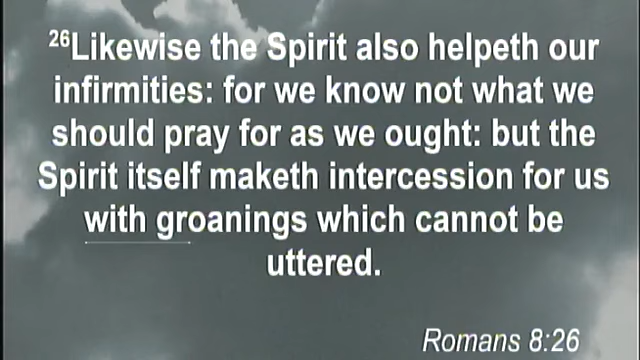 26Likewise the Spirit also helpeth our
infirmities: for we know not what we
should pray for as we ought: but the
Spirit itself maketh intercession for us
with groanings which cannot be
uttered.
Romans 8:26